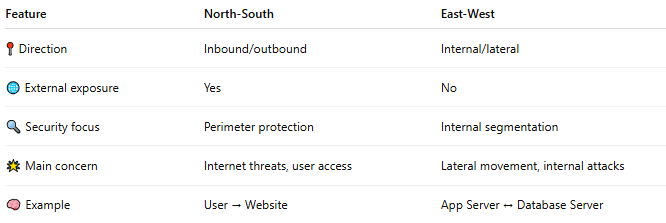 Feature North-South East-West
📍 Direction Inbound/outbound Internal/lateral
🌐 External exposure Yes No
🔍 Security focus Perimeter protection Internal segmentation
💥 Main concern Internet threats, user access Lateral movement, internal attacks
🧠 Example User → Website App Server ↔ Database Server